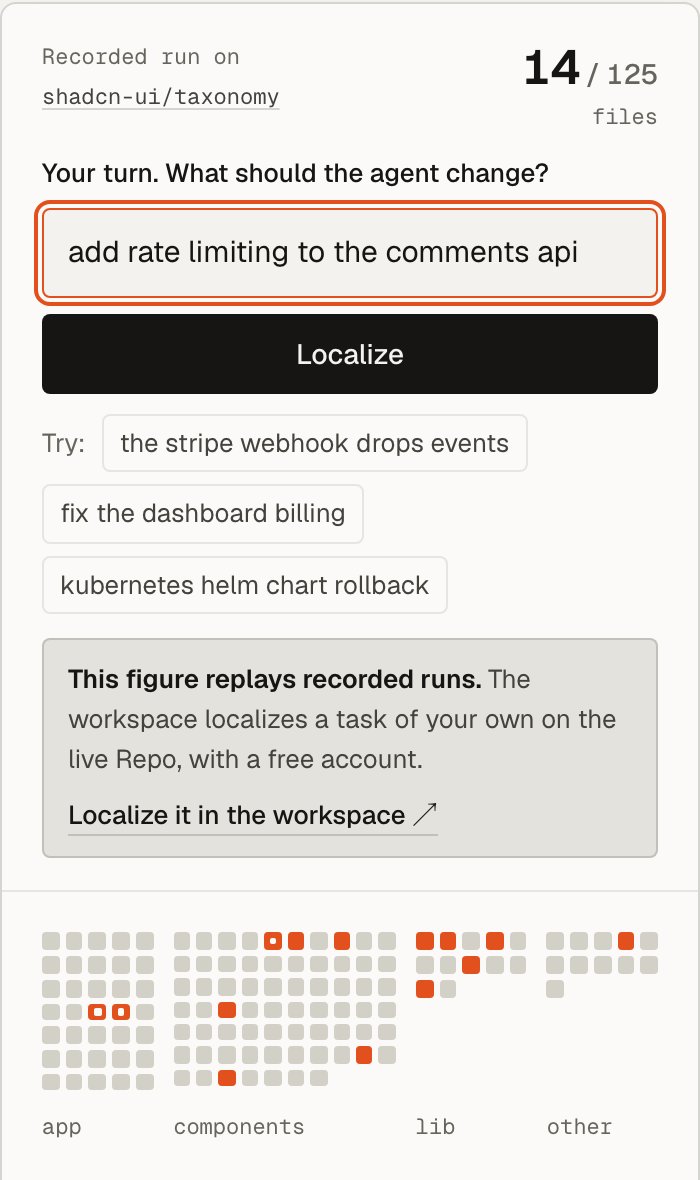 Recorded run on
14 / 125
shadcn-ui/taxonomy
files
Your turn. What should the agent change?
add rate limiting to the comments api
Localize
Try: the stripe webhook drops events
fix the dashboard billing
kubernetes helm chart rollback
This figure replays recorded runs. The
workspace localizes a task of your own on the
live Repo, with a free account.
Localize it in the workspace ↗
app components lib other